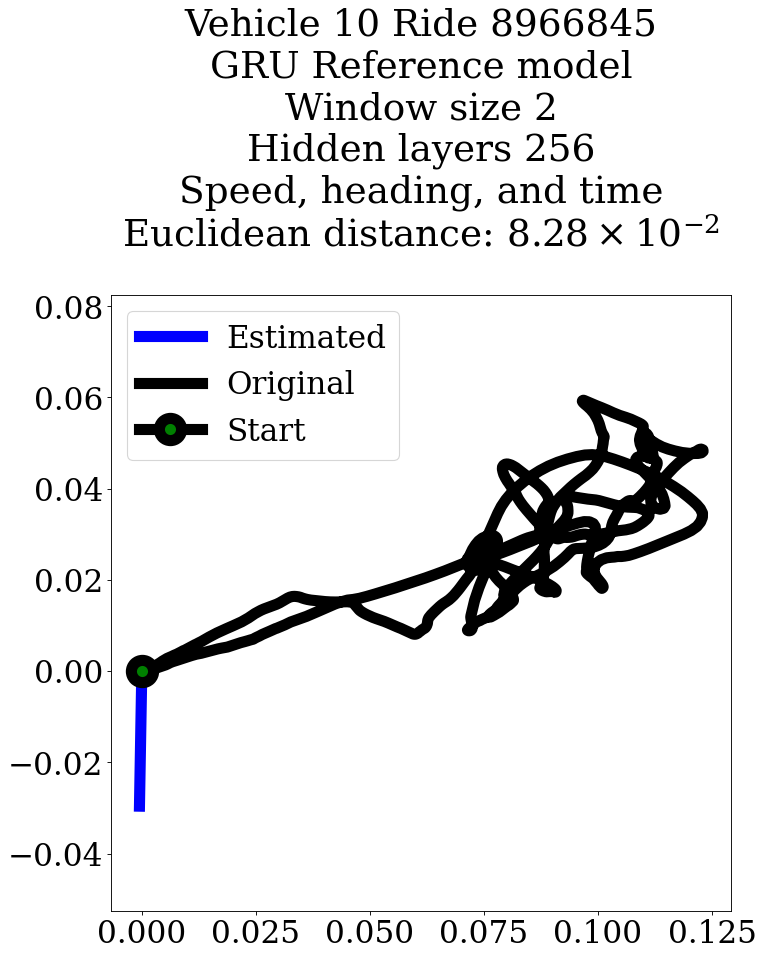 Vehicle 10 Ride 8966845
GRU Reference model
Window size 2
Hidden layers 256
Speed, heading, and time
Euclidean distance: 8.28 × 10⁻²
Estimated
Original
Start
0.08
0.06
0.04
0.02
0.00
−0.02
−0.04
0.000 0.025 0.050 0.075 0.100 0.125